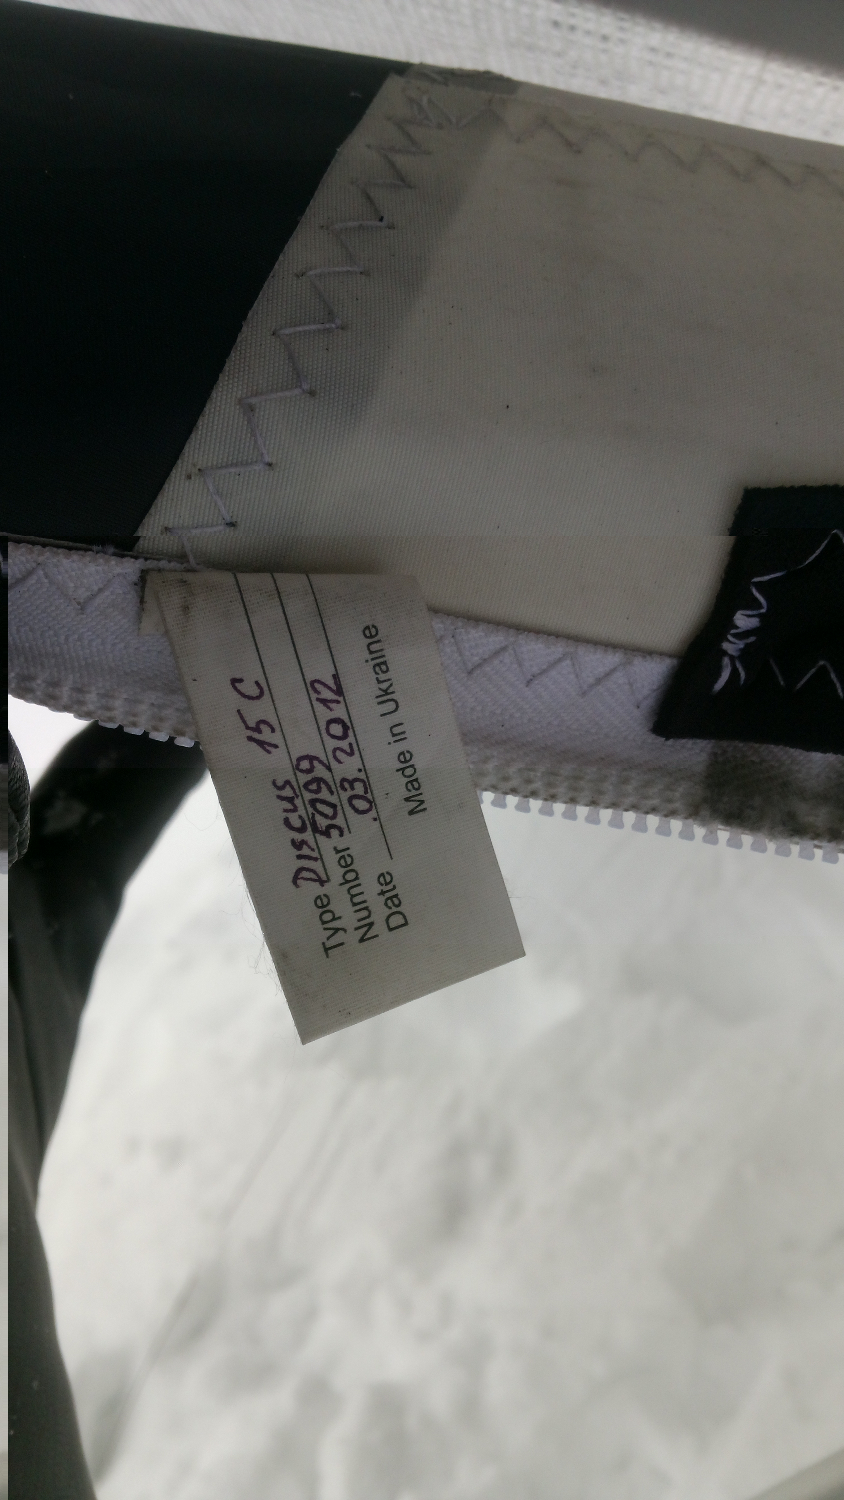 Type Discus 15 C
Number 5099
Date .03.2012
Made in Ukraine